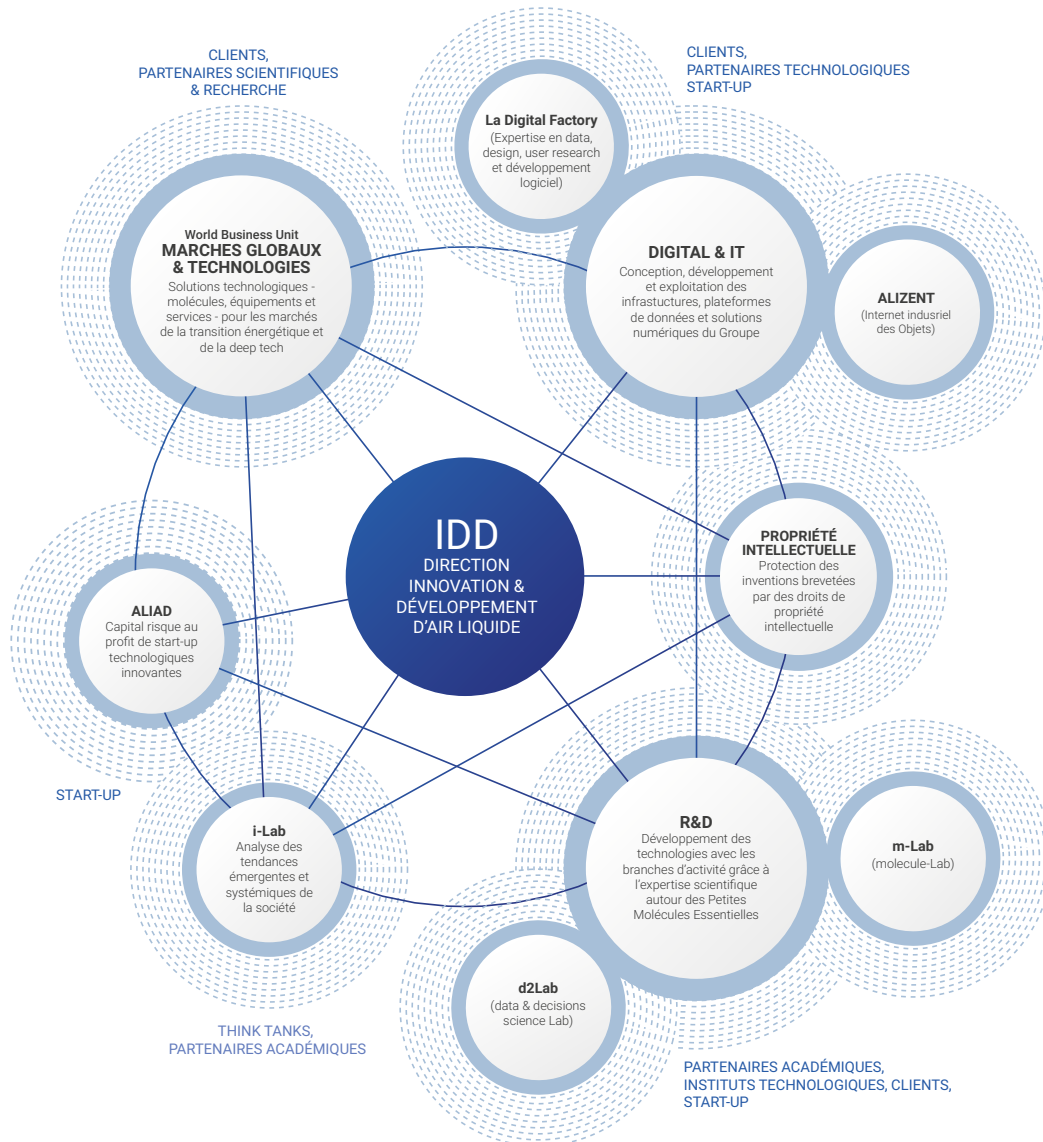 CLIENTS,
PARTENAIRES SCIENTIFIQUES
& RECHERCHE
CLIENTS,
PARTENAIRES TECHNOLOGIQUES
START-UP
La Digital Factory
(Expertise en data,
design, user research
et développement
logiciel)
World Business Unit
MARCHES GLOBAUX
& TECHNOLOGIES
Solutions technologiques -
molécules, équipements et
services - pour les marchés
de la transition énergétique et
de la deep tech
DIGITAL & IT
Conception, développement
et exploitation des
infrastuctures, plateformes
de données et solutions
numériques du Groupe
ALIZENT
(Internet indusriel
des Objets)
IDD
DIRECTION
INNOVATION &
DÉVELOPPEMENT
D'AIR LIQUIDE
PROPRIÉTÉ
INTELLECTUELLE
Protection des
inventions brevetées
par des droits de
propriété
intellectuelle
ALIAD
Capital risque au
profit de start-up
technologiques
innovantes
START-UP
i-Lab
Analyse des
tendances
émergentes et
systémiques de
la société
R&D
Développement des
technologies avec les
branches d'activité grâce à
l'expertise scientifique
autour des Petites
Molécules Essentielles
m-Lab
(molecule-Lab)
d2Lab
(data & decisions
science Lab)
THINK TANKS,
PARTENAIRES ACADÉMIQUES
PARTENAIRES ACADÉMIQUES,
INSTITUTS TECHNOLOGIQUES, CLIENTS,
START-UP